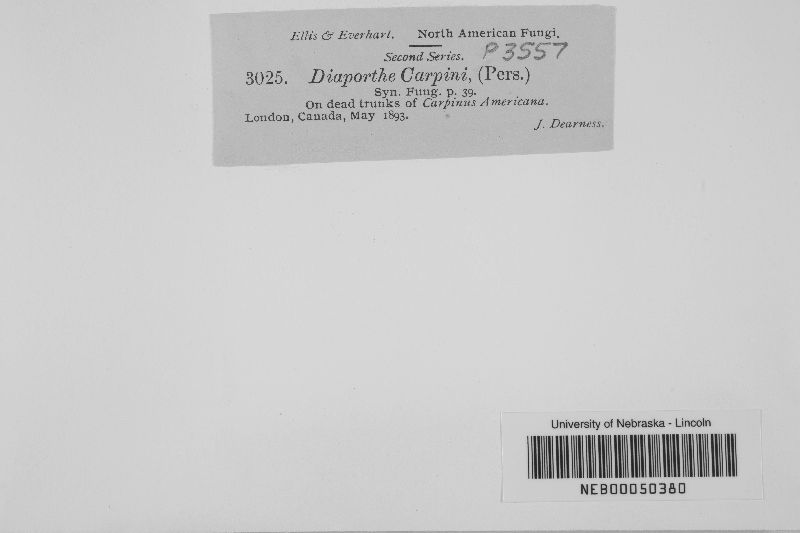 Ellis & Everhart. North American Fungi.
Second Series. P3557
3025. Diaporthe Carpini, (Pers.)
Syn. Fung. p. 39.
On dead trunks of Carpinus Americana.
London, Canada, May 1893.
J. Dearness.
University of Nebraska - Lincoln
NEB00050380